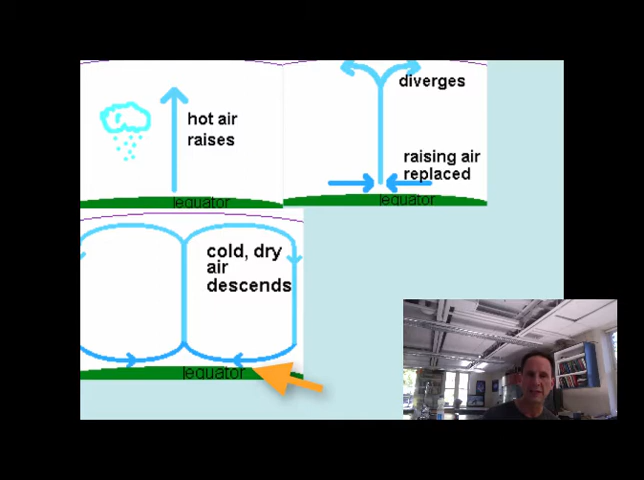 hot air
raises
equator
diverges
raising air
replaced
equator
cold, dry
air
descends
equator